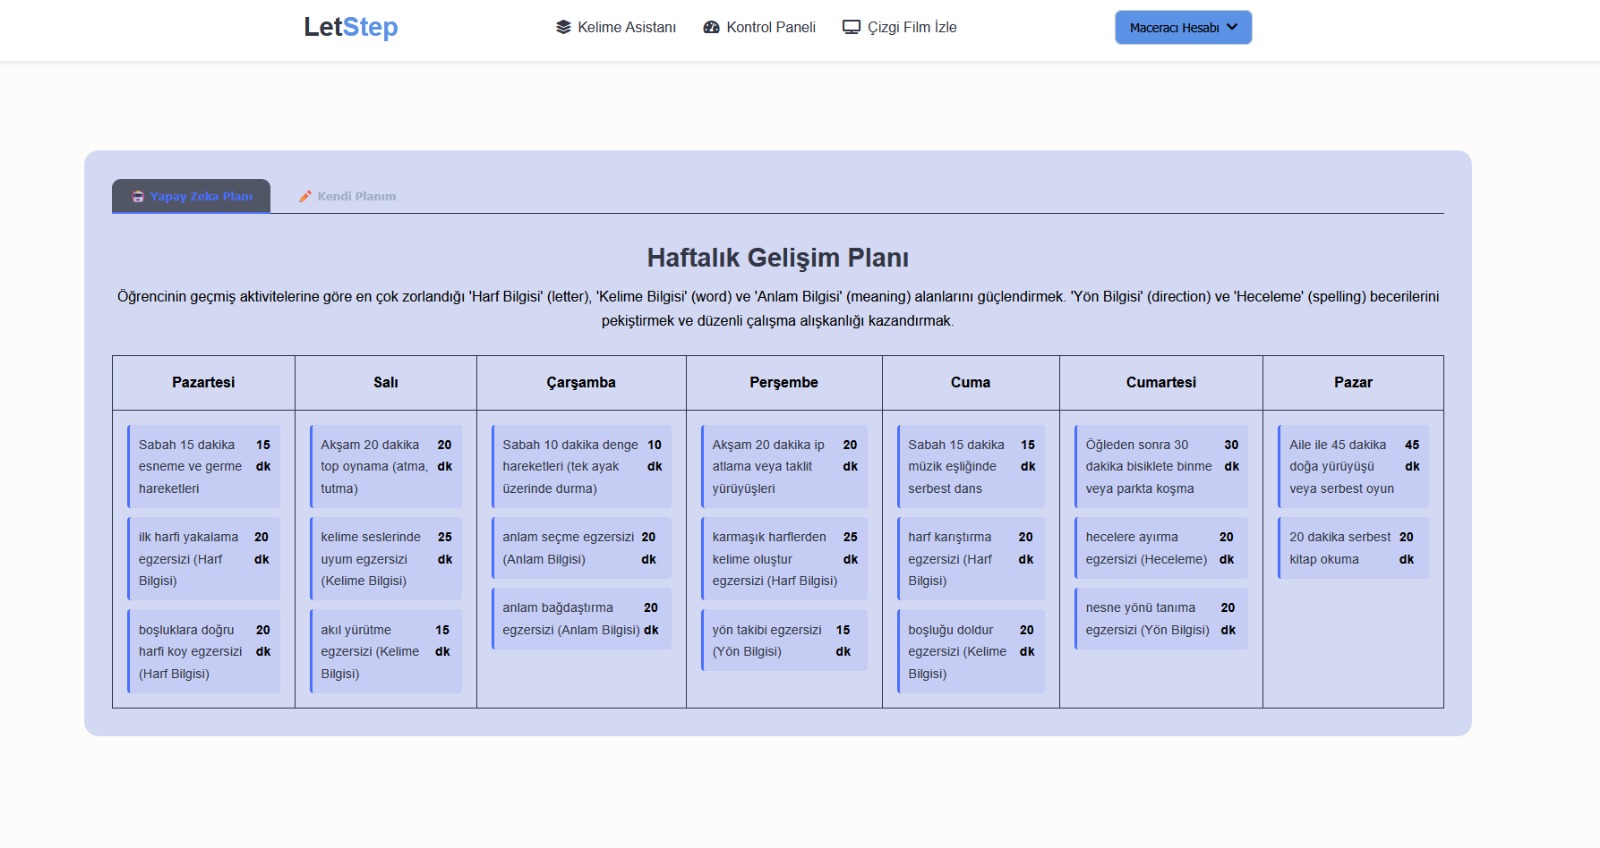 LetStep
Kelime Asistanı
Kontrol Paneli
Çizgi Film İzle
Maceracı Hesabı
Yapay Zeka Planı
Kendi Planım
Haftalık Gelişim Planı
Öğrencinin geçmiş aktivitelerine göre en çok zorlandığı 'Harf Bilgisi' (letter), 'Kelime Bilgisi' (word) ve 'Anlam Bilgisi' (meaning) alanlarını güçlendirmek. 'Yön Bilgisi' (direction) ve 'Heceleme' (spelling) becerilerini
pekiştirmek ve düzenli çalışma alışkanlığı kazandırmak.
Pazartesi
Salı
Çarşamba
Perşembe
Cuma
Cumartesi
Pazar
Sabah 15 dakika 15
esneme ve germe dk
hareketleri
ilk harfi yakalama 20
egzersizi (Harf dk
Bilgisi)
boşluklara doğru 20
harfi koy egzersizi dk
(Harf Bilgisi)
Akşam 20 dakika 20
top oynama (atma, dk
tutma)
kelime seslerinde 25
uyum egzersizi dk
(Kelime Bilgisi)
akıl yürütme 15
egzersizi (Kelime dk
Bilgisi)
Sabah 10 dakika denge 10
hareketleri (tek ayak dk
üzerinde durma)
anlam seçme egzersizi 20
(Anlam Bilgisi) dk
anlam bağdaştırma 20
egzersizi (Anlam Bilgisi) dk
Akşam 20 dakika ip 20
atlama veya taklit dk
yürüyüşleri
karmaşık harflerden 25
kelime oluştur dk
egzersizi (Harf Bilgisi)
yön takibi egzersizi 15
(Yön Bilgisi) dk
Sabah 15 dakika 15
müzik eşliğinde dk
serbest dans
harf karıştırma 20
egzersizi (Harf dk
Bilgisi)
boşluğu doldur 20
egzersizi (Kelime dk
Bilgisi)
Öğleden sonra 30 30
dakika bisiklete binme dk
veya parkta koşma
hecelere ayırma 20
egzersizi (Heceleme) dk
nesne yönü tanıma 20
egzersizi (Yön Bilgisi) dk
Aile ile 45 dakika 45
doğa yürüyüşü dk
veya serbest oyun
20 dakika serbest 20
kitap okuma dk